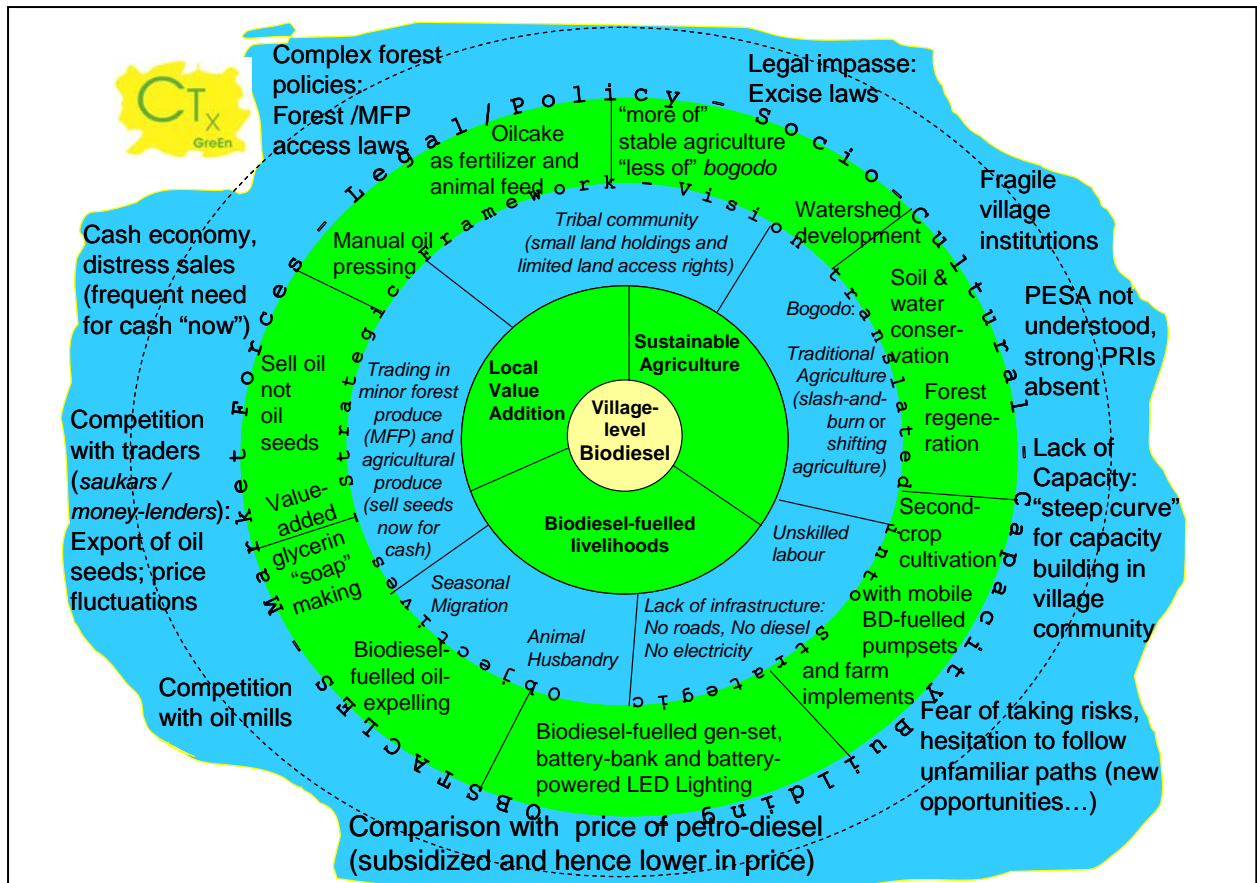 CTx
GreEn
Complex forest
policies:
Forest /MFP
access laws
Legal impasse:
Excise laws
Fragile
village
institutions
PESA not
understood,
strong PRIs
absent
Lack of
Capacity:
“steep curve”
for capacity
building in
village
community
Fear of taking risks,
hesitation to follow
unfamiliar paths (new
opportunities…)
Comparison with price of petro-diesel
(subsidized and hence lower in price)
Competition
with oil mills
Competition
with traders
(saukars /
money-lenders):
Export of oil
seeds; price
fluctuations
Cash economy,
distress sales
(frequent need
for cash “now”)
OBSTACLES – Market Forces – Legal/Policy – Socio-Cultural – Capacity Building
Oilcake
as fertilizer and
animal feed
“more of”
stable agriculture
“less of” bogodo
Watershed
development
Soil &
water
conser-
vation
Forest
regene-
ration
Second-
crop
cultivation
with mobile
BD-fuelled
pumpsets
and farm
implements
Biodiesel-fuelled gen-set,
battery-bank and battery-
powered LED Lighting
Biodiesel-
fuelled oil-
expelling
Value-
added
glycerin
“soap”
making
Sell oil
not
oil
seeds
Manual oil
pressing
Strategic Framework – Vision translated into strategic objectives
Tribal community
(small land holdings and
limited land access rights)
Bogodo:
Traditional
Agriculture
(slash-and-
burn or
shifting
agriculture)
Unskilled
labour
Lack of infrastructure:
No roads, No diesel
No electricity
Animal
Husbandry
Seasonal
Migration
Trading in
minor forest
produce
(MFP) and
agricultural
produce
(sell seeds
now for
cash)
Local
Value
Addition
Sustainable
Agriculture
Biodiesel-fuelled
livelihoods
Village-
level
Biodiesel